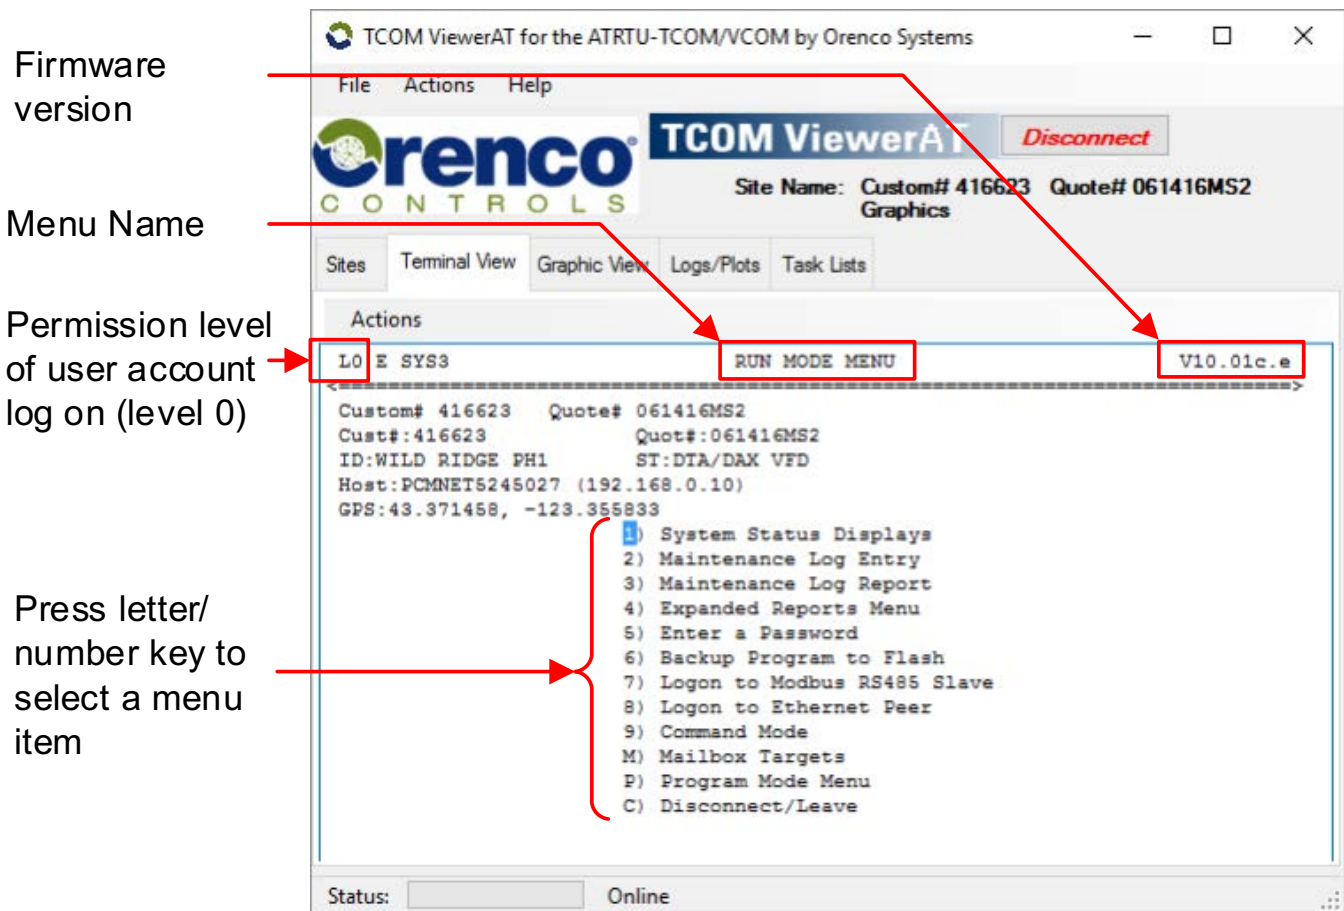 Firmware
version
Menu Name
Permission level
of user account
log on (level 0)
Press letter/
number key to
select a menu
item
TCOM ViewerAT for the ATRTU-TCOM/VCOM by Orenco Systems
File Actions Help
Orenco
CONTROLS
TCOM ViewerAT
Disconnect
Site Name: Custom# 416623 Quote# 061416MS2
Graphics
Sites Terminal View Graphic View Logs/Plots Task Lists
Actions
L0 E SYS3 RUN MODE MENU V10.01c.e
<=============================================================================>
Custom# 416623 Quote# 061416MS2
Cust#:416623 Quot#:061416MS2
ID:WILD RIDGE PH1 ST:DTA/DAX VFD
Host:PCMNET5245027 (192.168.0.10)
GPS:43.371458, -123.355833
1) System Status Displays
2) Maintenance Log Entry
3) Maintenance Log Report
4) Expanded Reports Menu
5) Enter a Password
6) Backup Program to Flash
7) Logon to Modbus RS485 Slave
8) Logon to Ethernet Peer
9) Command Mode
M) Mailbox Targets
P) Program Mode Menu
C) Disconnect/Leave
Status: Online